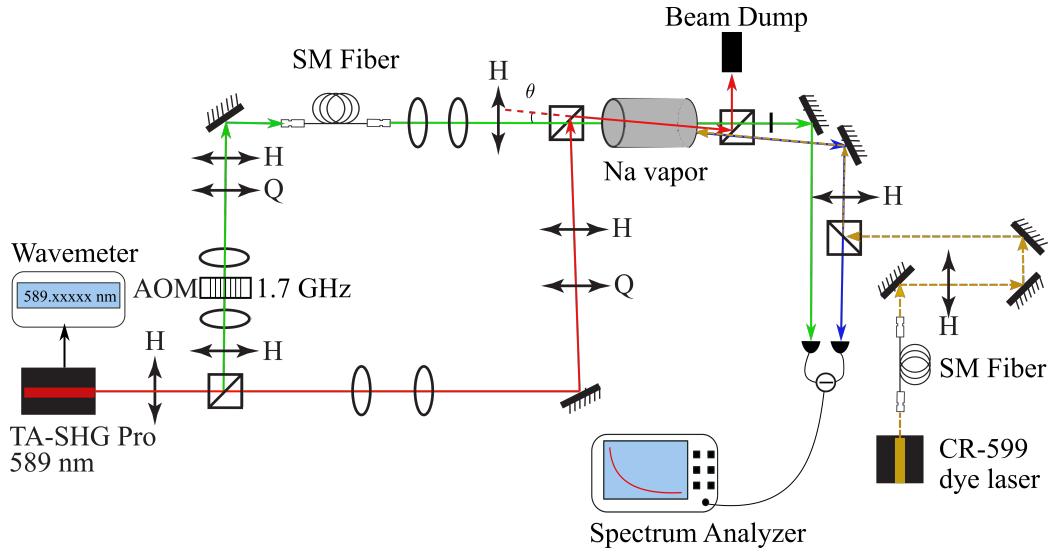 Beam Dump
SM Fiber
H
θ
Na vapor
H
Q
H
H
Q
Wavemeter
589.xxxxx nm
AOM
1.7 GHz
H
H
H
SM Fiber
TA-SHG Pro
589 nm
CR-599
dye laser
Spectrum Analyzer